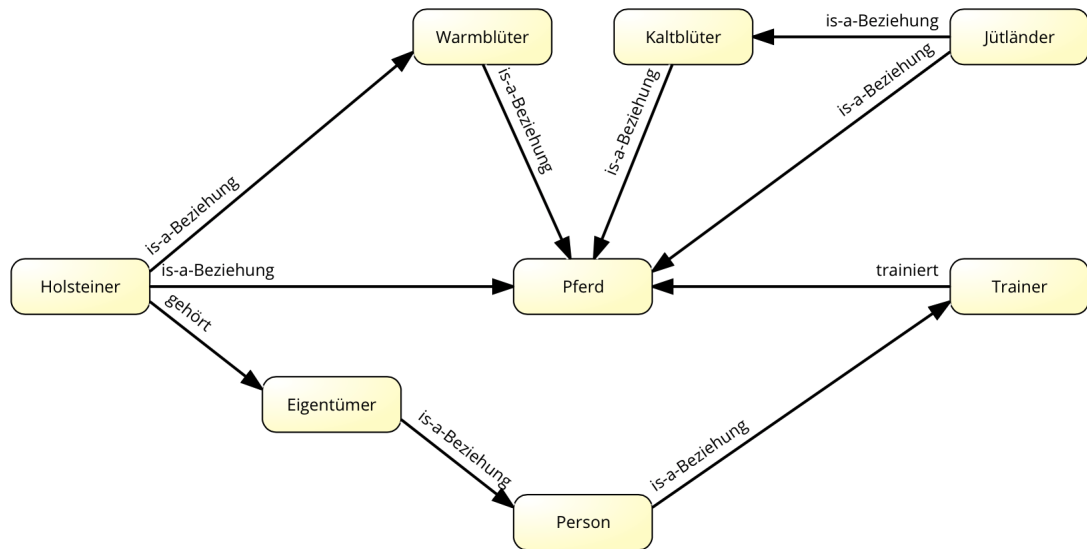 Warmblüter
Kaltblüter
is-a-Beziehung
Jütländer
is-a-Beziehung
is-a-Beziehung
is-a-Beziehung
is-a-Beziehung
Holsteiner
is-a-Beziehung
Pferd
trainiert
Trainer
gehört
Eigentümer
is-a-Beziehung
is-a-Beziehung
Person